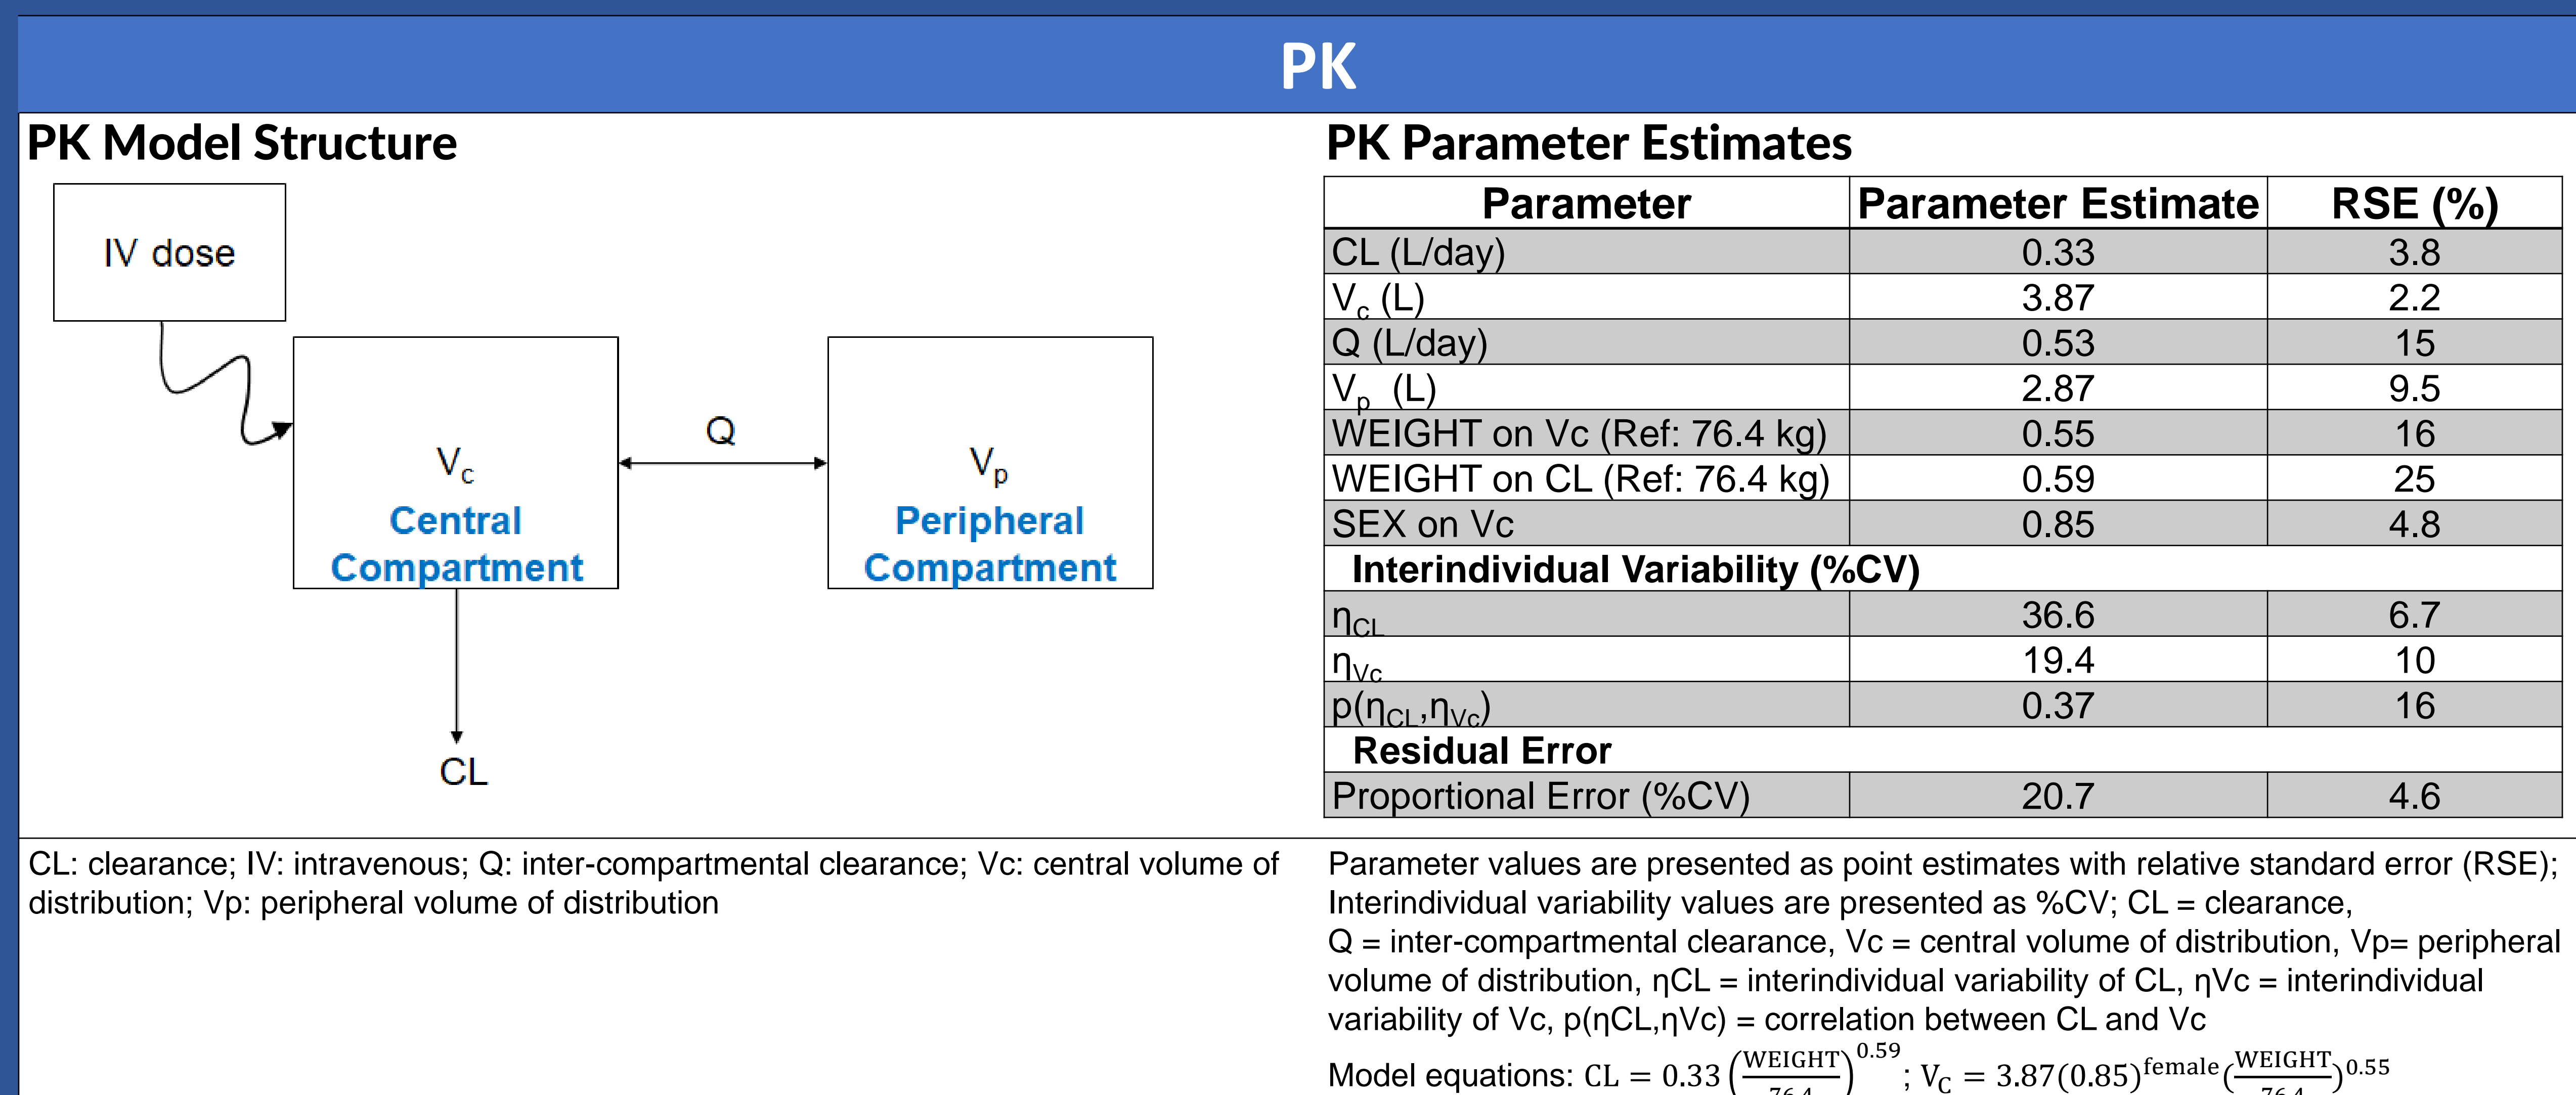 PK
PK Model Structure
IV dose
Q
Vc
Central
Compartment
Vp
Peripheral
Compartment
CL
CL: clearance; IV: intravenous; Q: inter-compartmental clearance; Vc: central volume of
distribution; Vp: peripheral volume of distribution
PK Parameter Estimates
Parameter Parameter Estimate RSE (%)
CL (L/day) 0.33 3.8
Vc (L) 3.87 2.2
Q (L/day) 0.53 15
Vp (L) 2.87 9.5
WEIGHT on Vc (Ref: 76.4 kg) 0.55 16
WEIGHT on CL (Ref: 76.4 kg) 0.59 25
SEX on Vc 0.85 4.8
Interindividual Variability (%CV)
ηCL 36.6 6.7
ηVc 19.4 10
p(ηCL,ηVc) 0.37 16
Residual Error
Proportional Error (%CV) 20.7 4.6
Parameter values are presented as point estimates with relative standard error (RSE);
Interindividual variability values are presented as %CV; CL = clearance,
Q = inter-compartmental clearance, Vc = central volume of distribution, Vp= peripheral
volume of distribution, ηCL = interindividual variability of CL, ηVc = interindividual
variability of Vc, p(ηCL,ηVc) = correlation between CL and Vc
Model equations: CL = 0.33 (WEIGHT/76.4)^0.59; VC = 3.87(0.85)^female(WEIGHT/76.4)^0.55